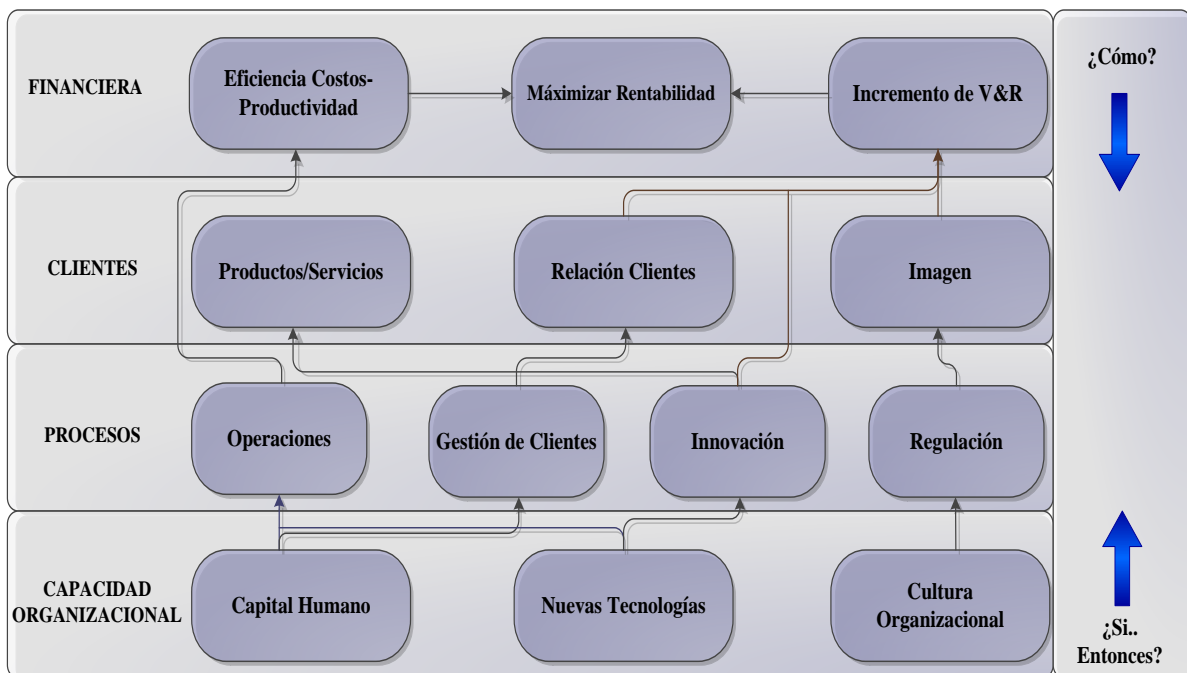 FINANCIERA
Eficiencia Costos-
Productividad
Máximizar Rentabilidad
Incremento de V&R
¿Cómo?
CLIENTES
Productos/Servicios
Relación Clientes
Imagen
PROCESOS
Operaciones
Gestión de Clientes
Innovación
Regulación
CAPACIDAD
ORGANIZACIONAL
Capital Humano
Nuevas Tecnologías
Cultura
Organizacional
¿Si..
Entonces?